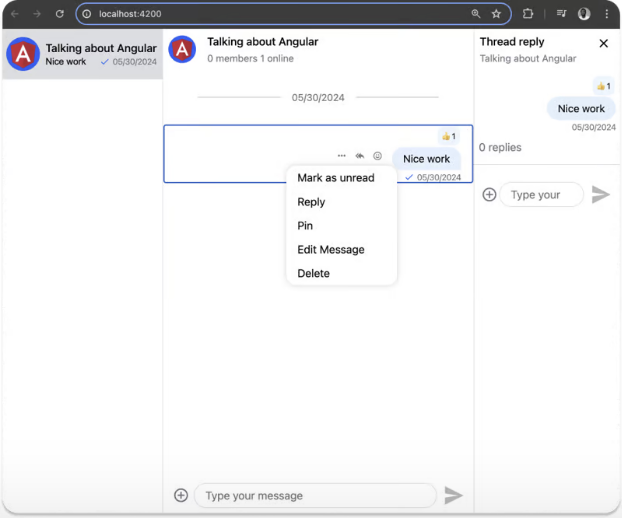 localhost:4200
Talking about Angular
Nice work 05/30/2024
Talking about Angular
0 members 1 online
05/30/2024
👍1
Nice work
05/30/2024
Mark as unread
Reply
Pin
Edit Message
Delete
Type your message
Thread reply
Talking about Angular
👍1
Nice work
05/30/2024
0 replies
Type your